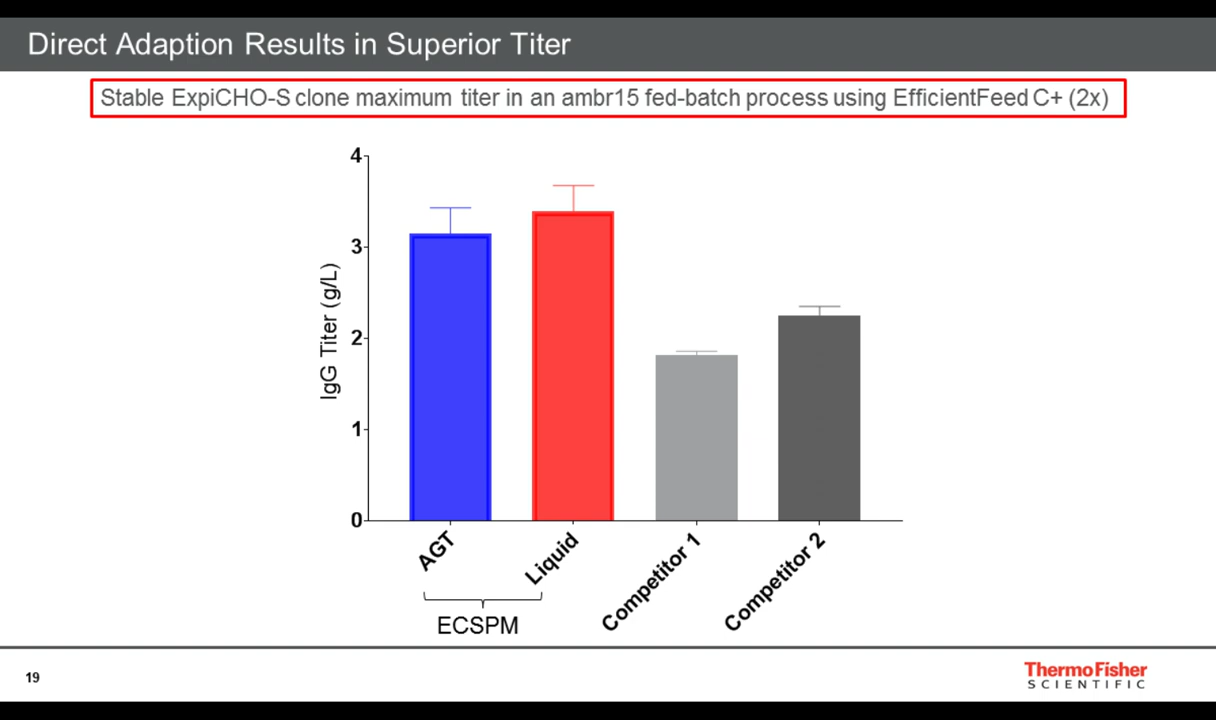 Direct Adaption Results in Superior Titer
Stable ExpiCHO-S clone maximum titer in an ambr15 fed-batch process using EfficientFeed C+ (2x)
4
3
2
1
0
IgG Titer (g/L)
AGT
Liquid
Competitor 1
Competitor 2
ECSPM
19
ThermoFisher
SCIENTIFIC